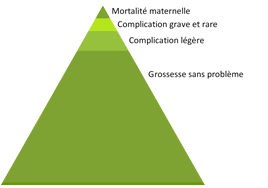 Mortalité maternelle
Complication grave et rare
Complication légère
Grossesse sans problème